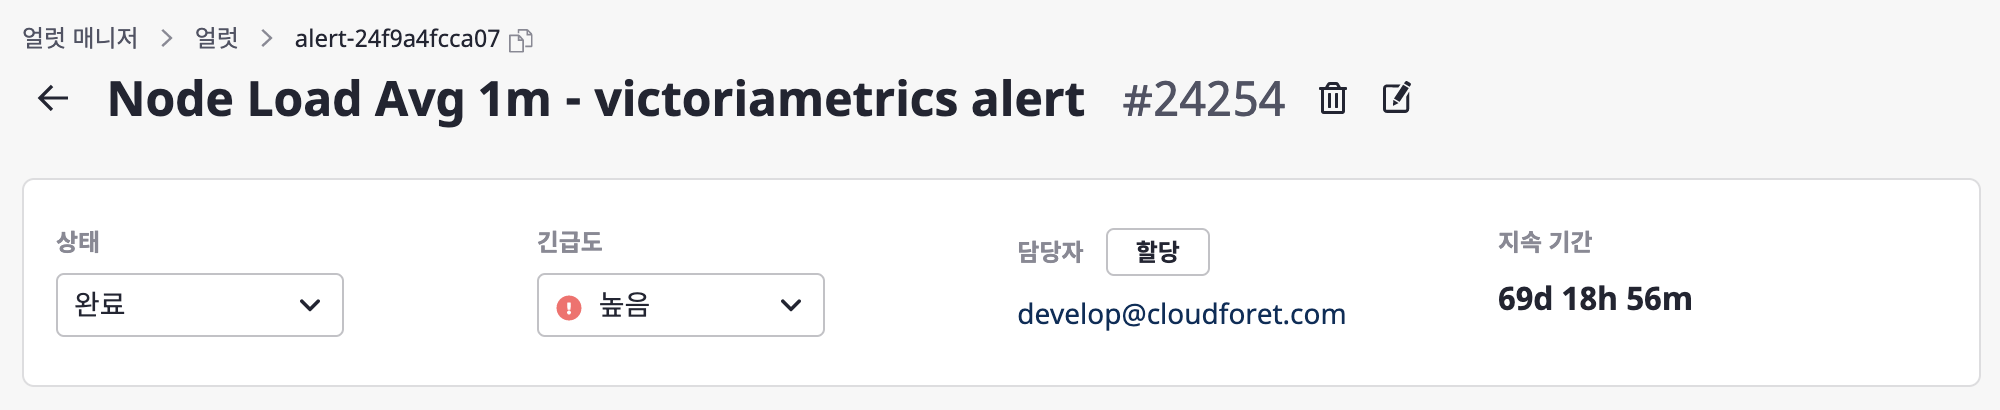 얼럿 매니저 > 얼럿 > alert-24f9a4fcca07
Node Load Avg 1m - victoriametrics alert #24254
상태
완료
긴급도
높음
담당자 할당
develop@cloudforet.com
지속 기간
69d 18h 56m